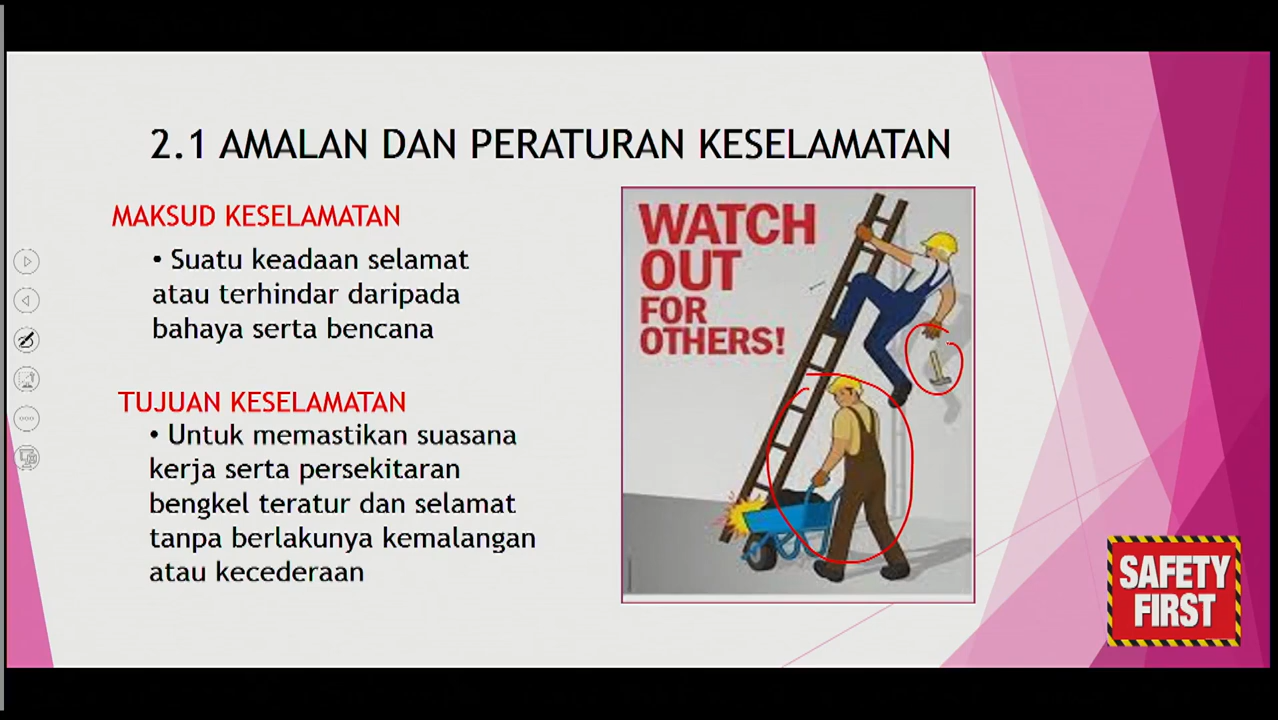 2.1 AMALAN DAN PERATURAN KESELAMATAN
MAKSUD KESELAMATAN
• Suatu keadaan selamat
atau terhindar daripada
bahaya serta bencana
TUJUAN KESELAMATAN
• Untuk memastikan suasana
kerja serta persekitaran
bengkel teratur dan selamat
tanpa berlakunya kemalangan
atau kecederaan
WATCH
OUT
FOR
OTHERS!
SAFETY
FIRST